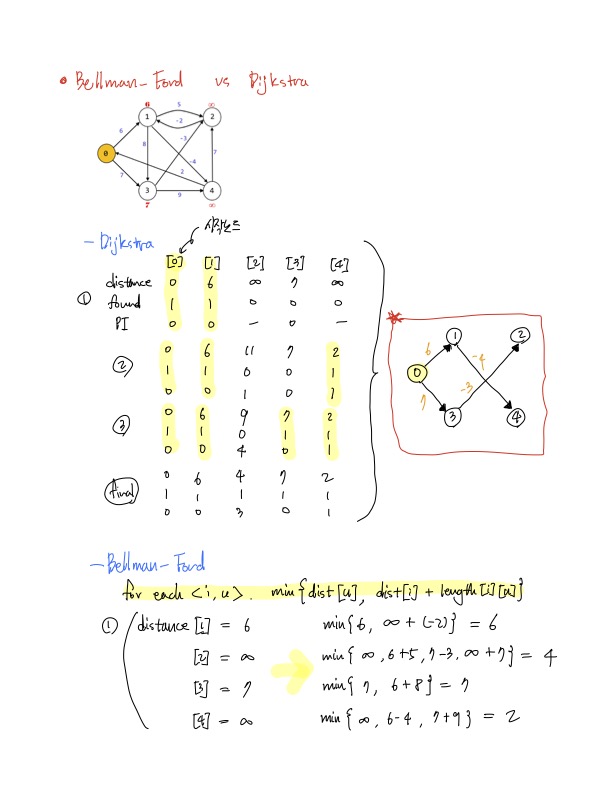 • Bellman-Ford vs Dijkstra
6 5 ∞
1 2
6 -2
8 -3
0 -4 7
7 2
3 9 4
7 ∞
시작노드
- Dijkstra
[0] [1] [2] [3] [4]
distance 0 6 ∞ 7 ∞
① found 1 1 0 0 0
PI 0 0 - 0 -
② 0 6 11 7 2
1 1 0 0 1
0 0 1 0 1
③ 0 6 9 7 2
1 1 0 1 1
0 0 4 0 1
final 0 6 4 7 2
1 1 1 1 1
0 0 3 0 1
1 2
6 -4
0
7 -3
3 4
- Bellman-Ford
for each <i, u>. min{dist[u], dist[i] + length[i][u]}
① distance [1] = 6 min{6, ∞ + (-2)} = 6
[2] = ∞ min{∞, 6+5, 7-3, ∞+7} = 4
[3] = 7 min{7, 6+8} = 7
[4] = ∞ min{∞, 6-4, 7+9} = 2